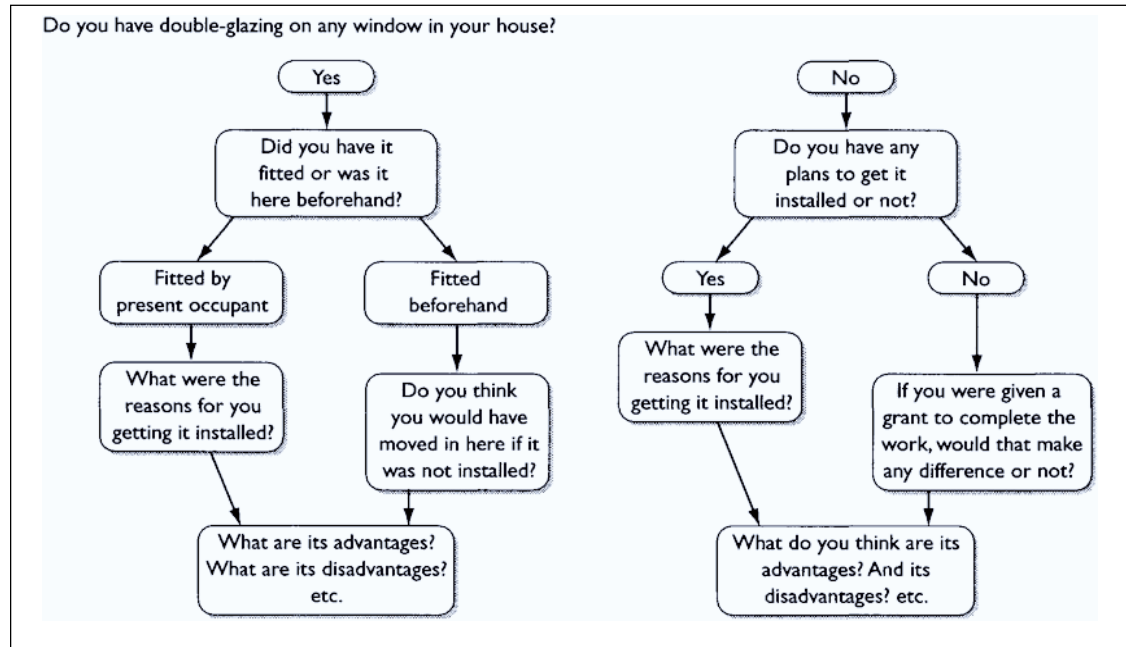 Do you have double-glazing on any window in your house?
Yes
Did you have it
fitted or was it
here beforehand?
Fitted by
present occupant
What were the
reasons for you
getting it installed?
Fitted
beforehand
Do you think
you would have
moved in here if it
was not installed?
What are its advantages?
What are its disadvantages?
etc.
No
Do you have any
plans to get it
installed or not?
Yes
What were the
reasons for you
getting it installed?
No
If you were given a
grant to complete the
work, would that make
any difference or not?
What do you think are its
advantages? And its
disadvantages? etc.